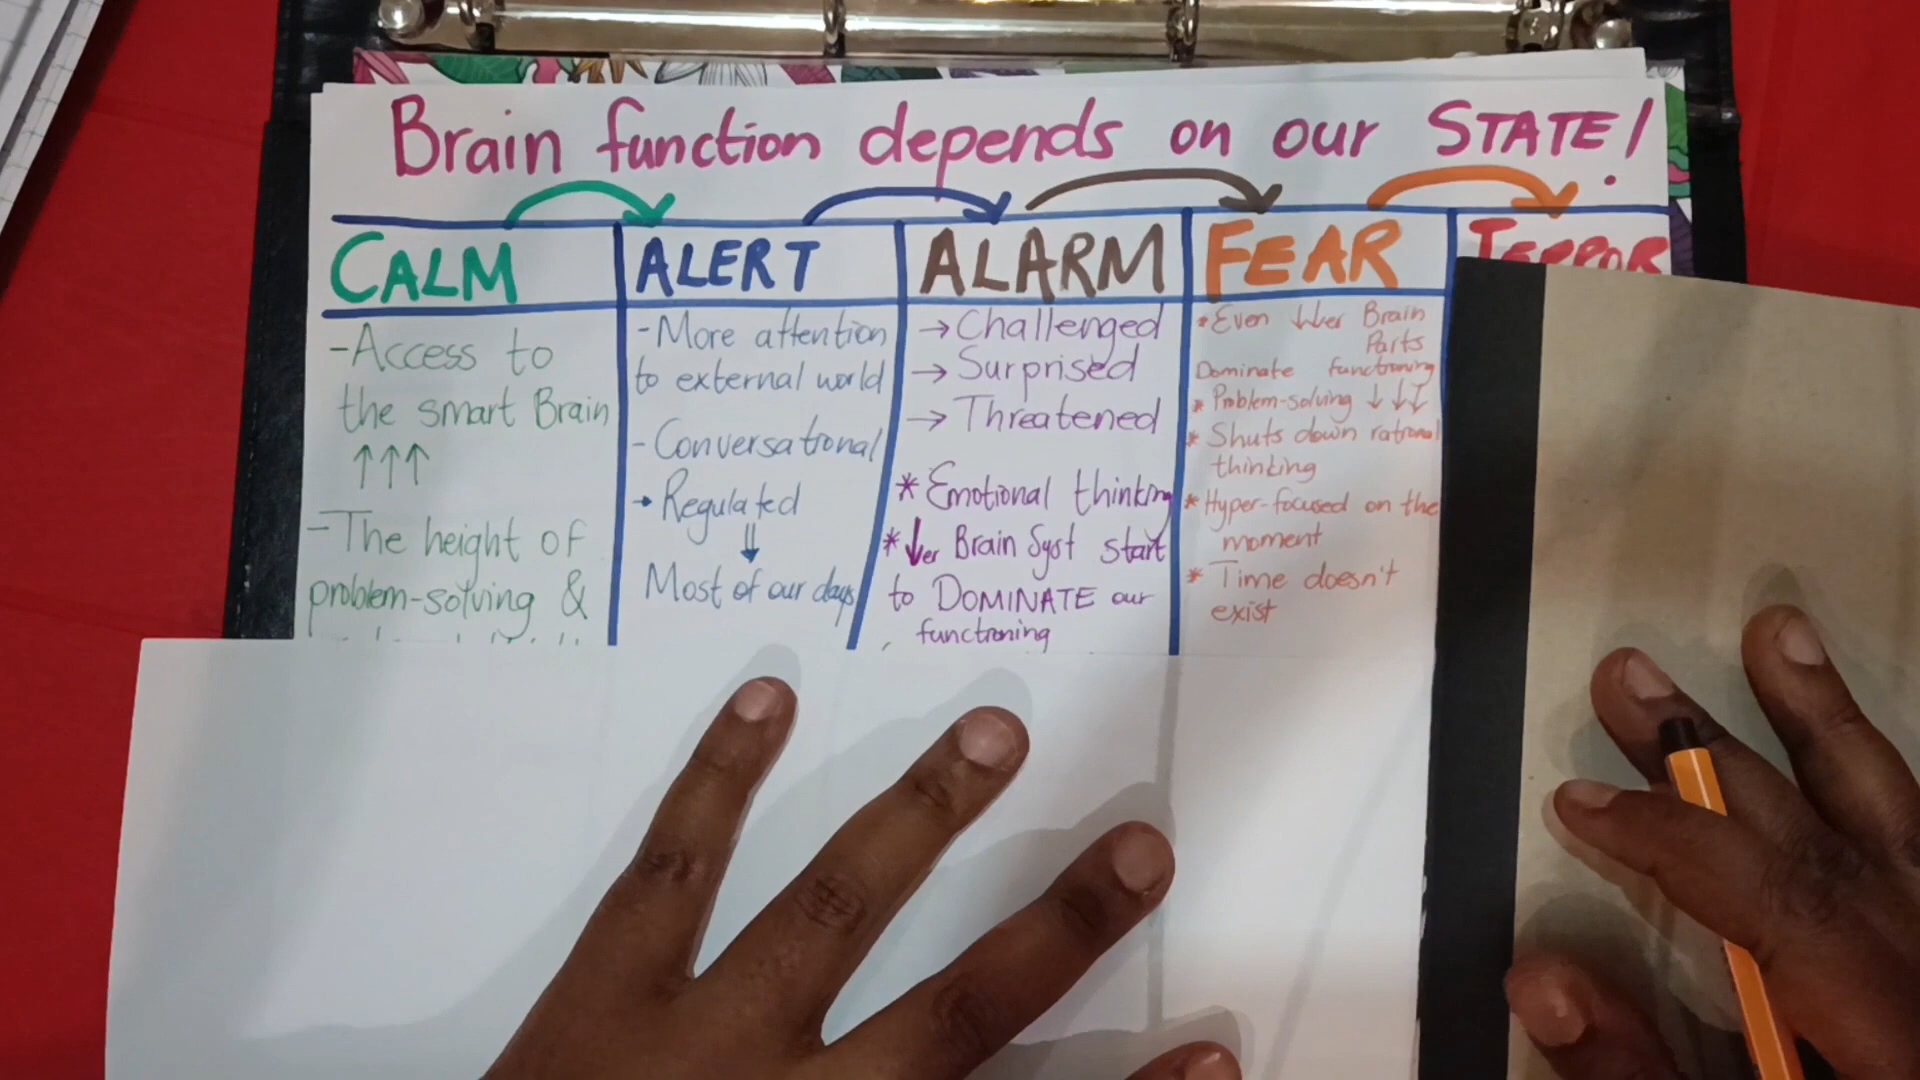 Brain function depends on our STATE!
CALM
-Access to
the smart Brain
↑↑↑
-The height of
problem-solving &
ALERT
-More attention
to external world
-Conversational
→ Regulated
⇓
Most of our days
ALARM
→ Challenged
→ Surprised
→ Threatened
* Emotional thinking
* ↓er Brain Syst start
to DOMINATE our
functioning
FEAR
* Even ↓↓er Brain
Parts
Dominate functioning
* Problem-solving ↓↓↓
* Shuts down rational
thinking
* Hyper-focused on the
moment
* Time doesn't
exist
TERROR